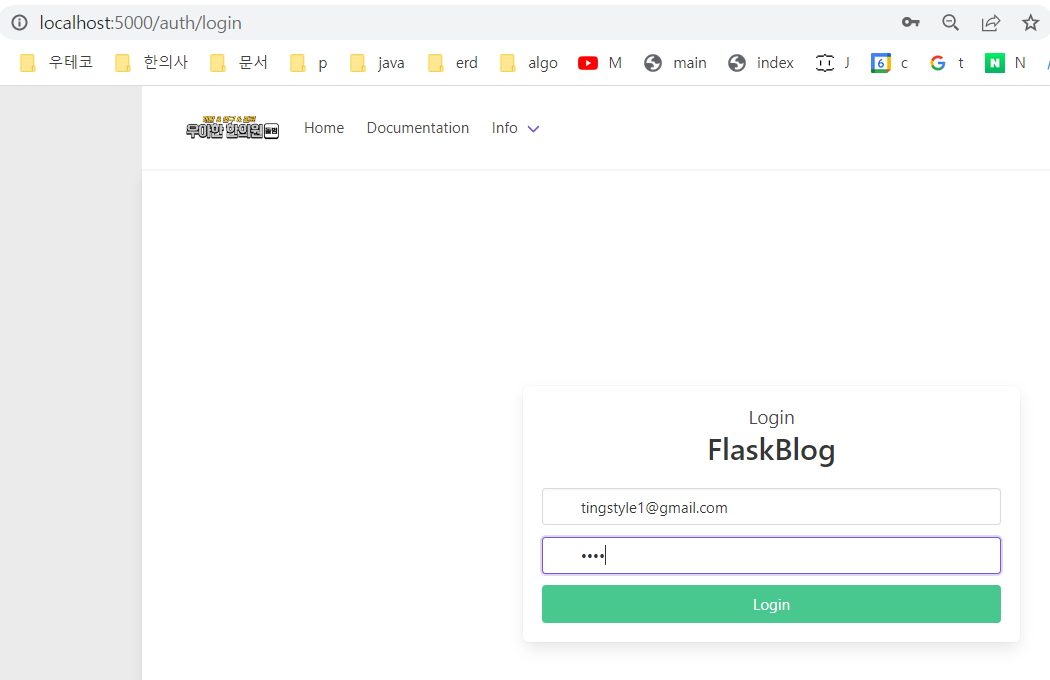 localhost:5000/auth/login
우테코 한의사 문서 p java erd algo M main index J 6 c G t N N
우아한 한의원
Home Documentation Info
Login
FlaskBlog
tingstyle1@gmail.com
••••
Login